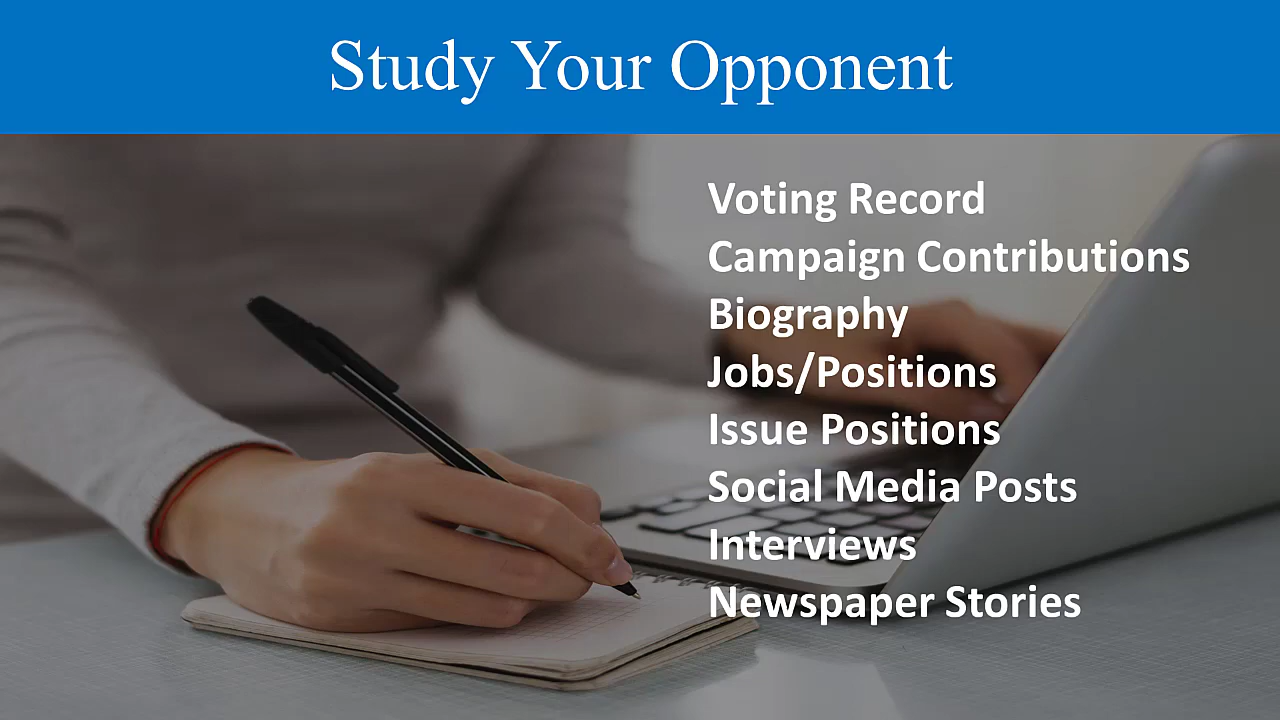 Study Your Opponent
Voting Record
Campaign Contributions
Biography
Jobs/Positions
Issue Positions
Social Media Posts
Interviews
Newspaper Stories